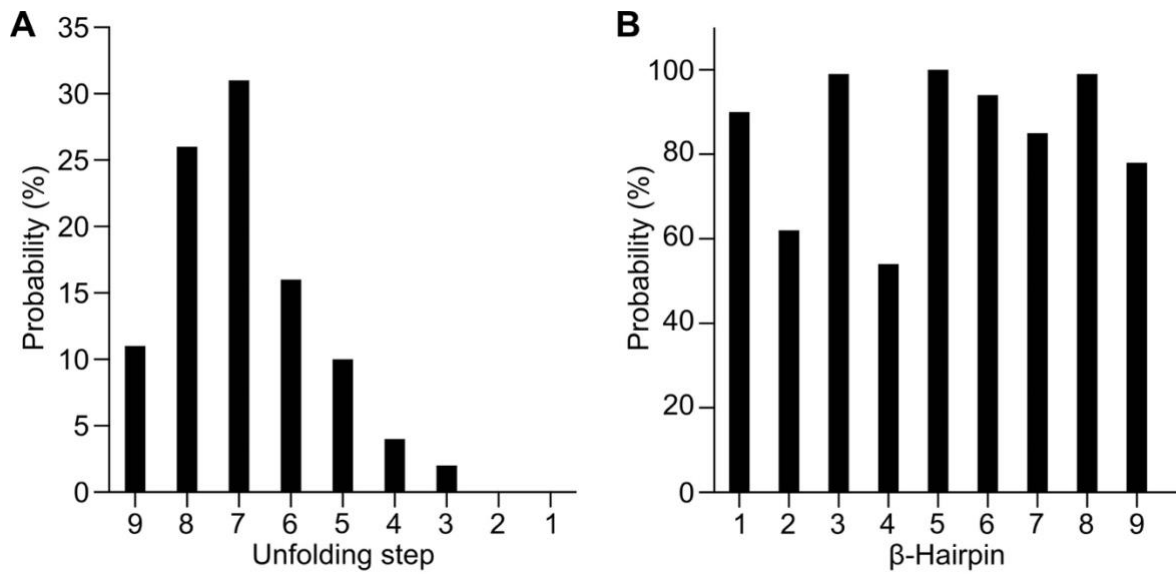 A
Probability (%)
35
30
25
20
15
10
5
0
9 8 7 6 5 4 3 2 1
Unfolding step
B
Probability (%)
100
80
60
40
20
0
1 2 3 4 5 6 7 8 9
β-Hairpin